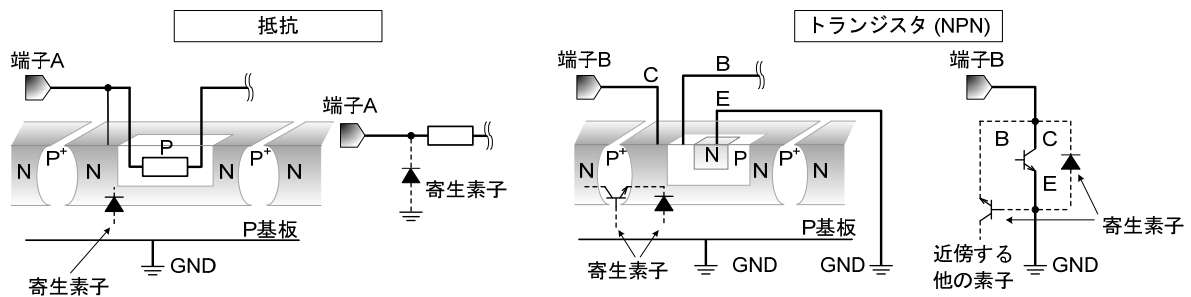 抵抗
端子A
P
N
P+
N
P+
N
N
P基板
寄生素子
GND
端子A
寄生素子
トランジスタ (NPN)
端子B
C
B
E
N
P+
N
N
P
P+
N
N
P基板
寄生素子
GND
GND
端子B
B
C
E
寄生素子
近傍する
他の素子
GND